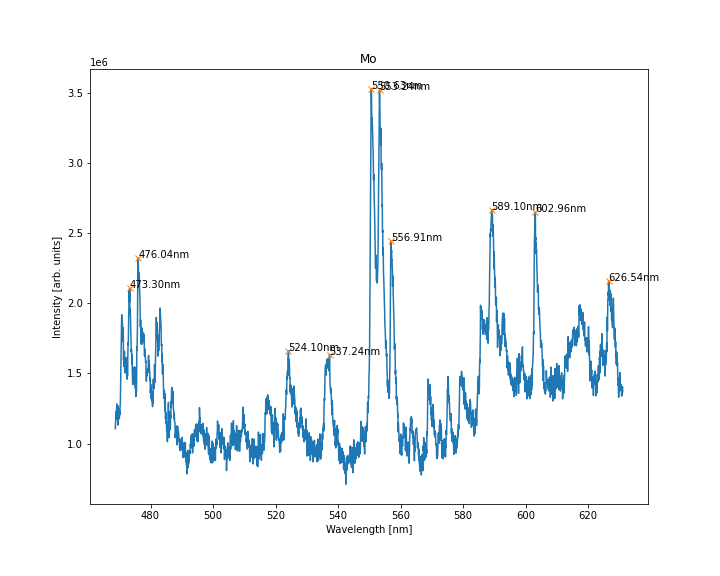 Mo
1e6
3.5
3.0
2.5
2.0
1.5
1.0
Intensity [arb. units]
553.24nm
589.10nm
602.96nm
556.91nm
476.04nm
473.30nm
626.54nm
524.10nm
537.24nm
480
500
520
540
560
580
600
620
Wavelength [nm]